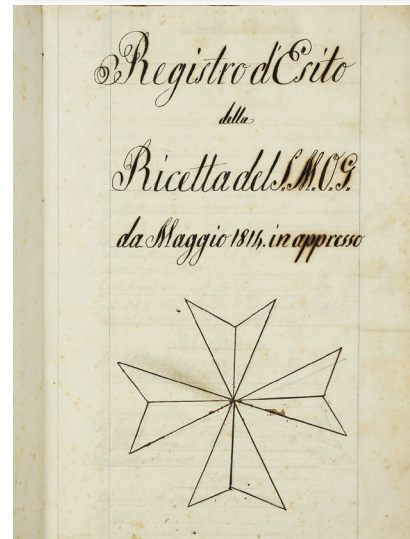 Registro d'Esito
della
Ricetta del S.M.O.G.
da Maggio 1814. in appresso